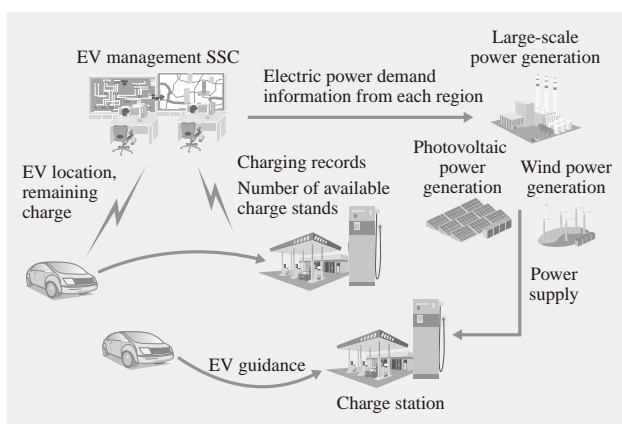 EV management SSC
Large-scale
power generation
Electric power demand
information from each region
Photovoltaic
power
generation
Wind power
generation
EV location,
remaining
charge
Charging records
Number of available
charge stands
Power
supply
EV guidance
Charge station